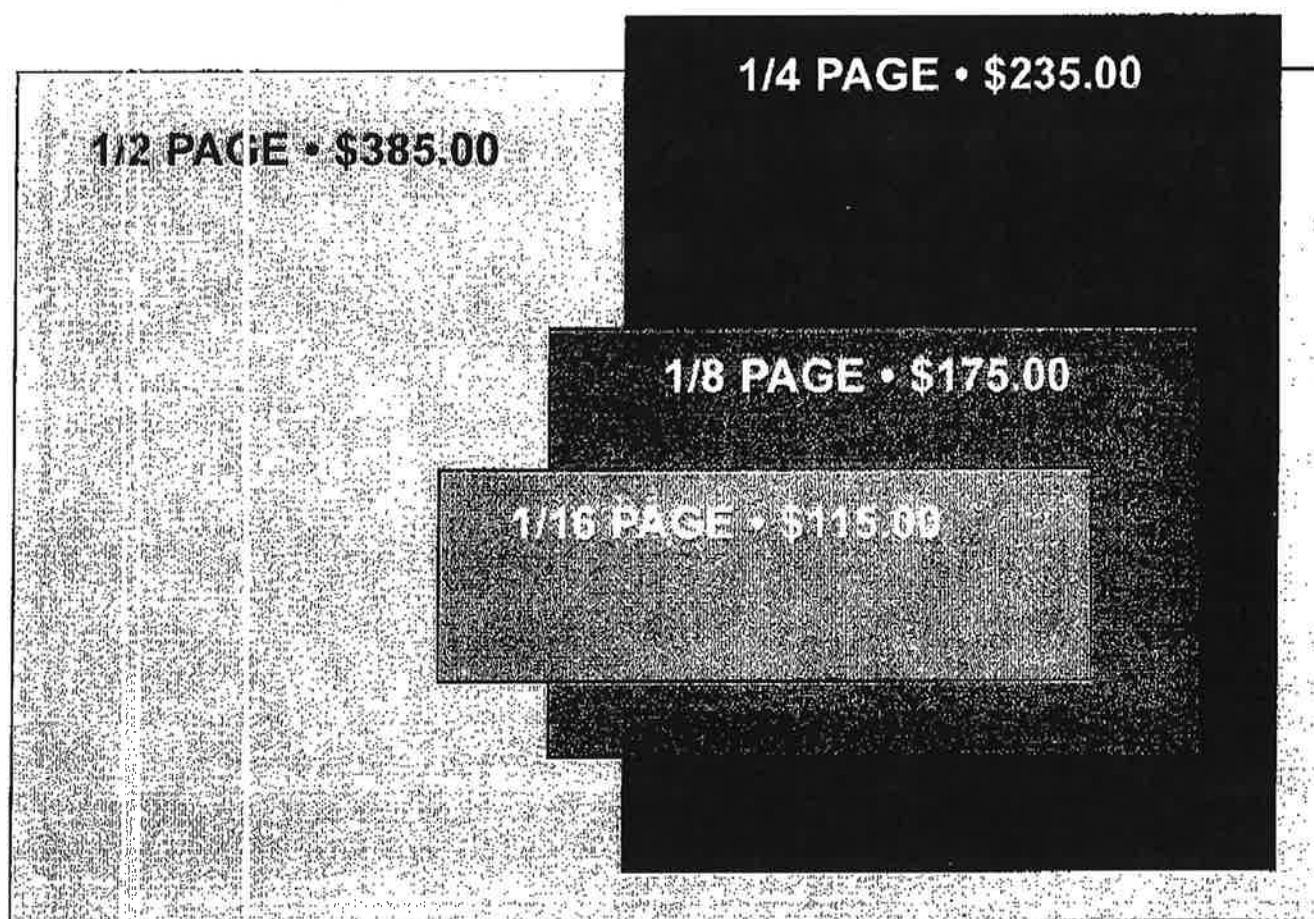 1/4 PAGE • $235.00
1/2 PAGE • $385.00
1/8 PAGE • $175.00
1/16 PAGE • $115.00